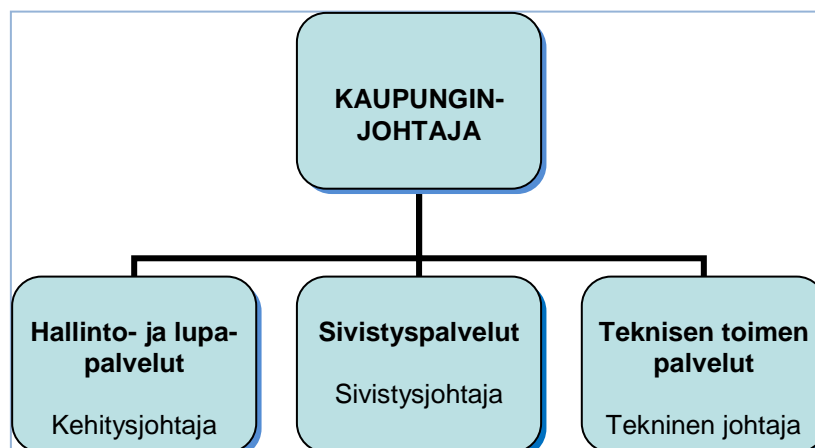 KAUPUNGIN-
JOHTAJA
Hallinto- ja lupa-
palvelut
Kehitysjohtaja
Sivistyspalvelut
Sivistysjohtaja
Teknisen toimen
palvelut
Tekninen johtaja